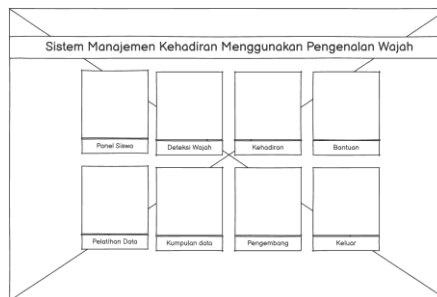 Sistem Manajemen Kehadiran Menggunakan Pengenalan Wajah
Panel Siswa
Deteksi Wajah
Kehadiran
Bantuan
Pelatihan Data
Kumpulan data
Pengembang
Keluar